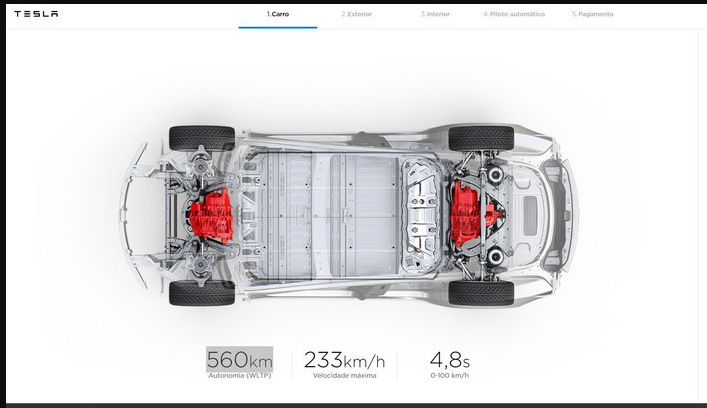 TESLA
1.Carro
2.Exterior
3.Interior
4.Piloto automático
5.Pagamento
560km
Autonomia (WLTP)
233km/h
Velocidade máxima
4,8s
0-100 km/h